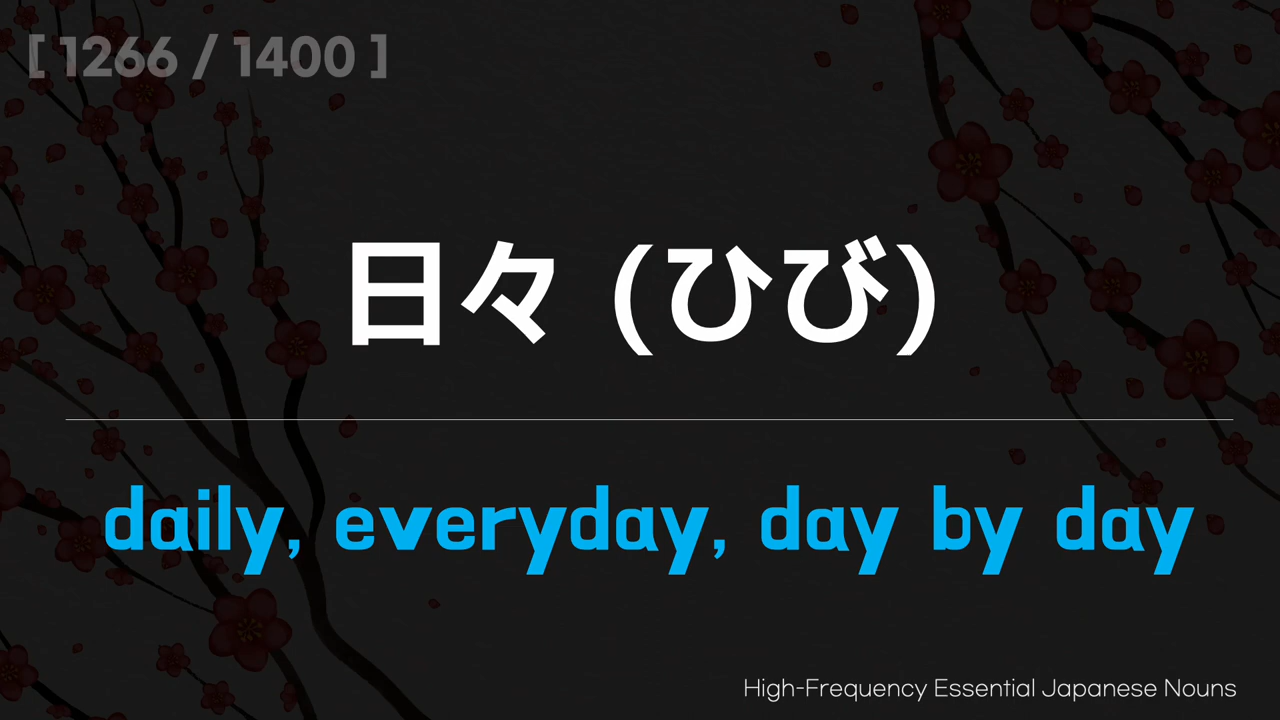 [ 1266 / 1400 ]
日々 (ひび)
daily, everyday, day by day
High-Frequency Essential Japanese Nouns